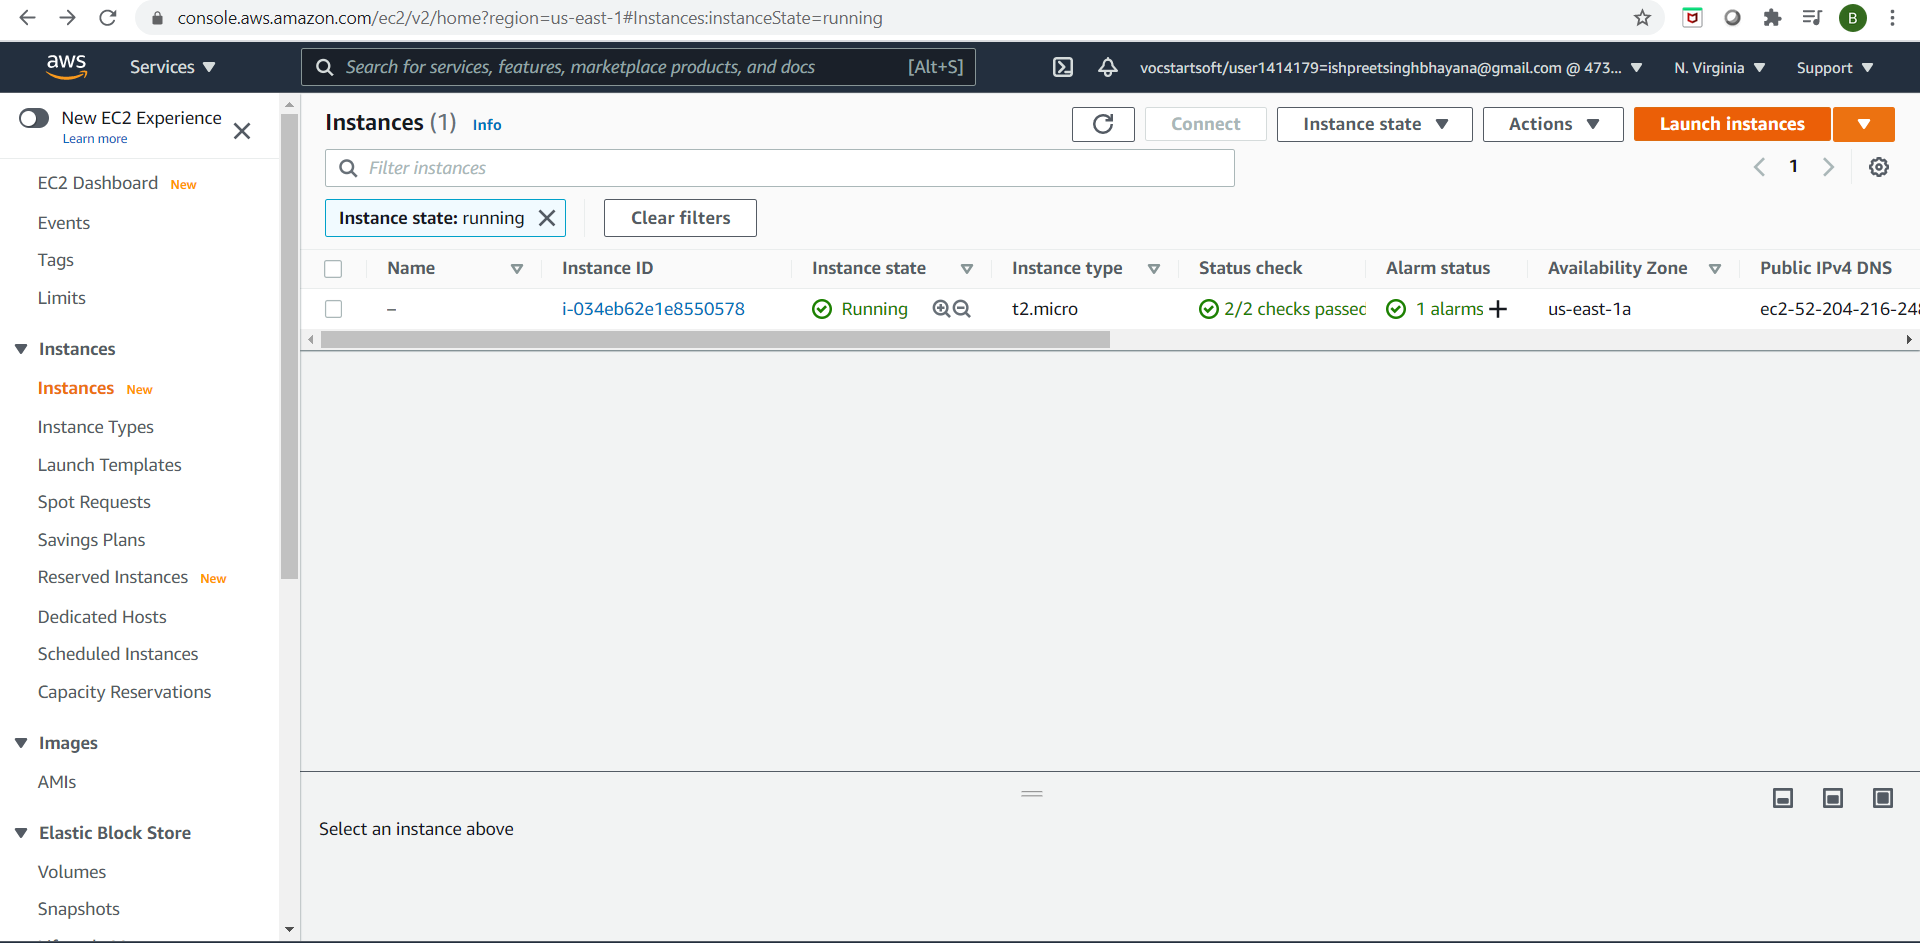 console.aws.amazon.com/ec2/v2/home?region=us-east-1#Instances:instanceState=running
B
aws
Services
Search for services, features, marketplace products, and docs
[Alt+S]
vocstartsoft/user1414179=ishpreetsinghbhayana@gmail.com @ 473...
N. Virginia
Support
New EC2 Experience
Learn more
EC2 Dashboard New
Events
Tags
Limits
Instances
Instances New
Instance Types
Launch Templates
Spot Requests
Savings Plans
Reserved Instances New
Dedicated Hosts
Scheduled Instances
Capacity Reservations
Images
AMIs
Elastic Block Store
Volumes
Snapshots
Instances (1) Info
Connect
Instance state
Actions
Launch instances
Filter instances
1
Instance state: running
Clear filters
Name Instance ID Instance state Instance type Status check Alarm status Availability Zone Public IPv4 DNS
– i-034eb62e1e8550578 Running t2.micro 2/2 checks passed 1 alarms + us-east-1a ec2-52-204-216-248
Select an instance above